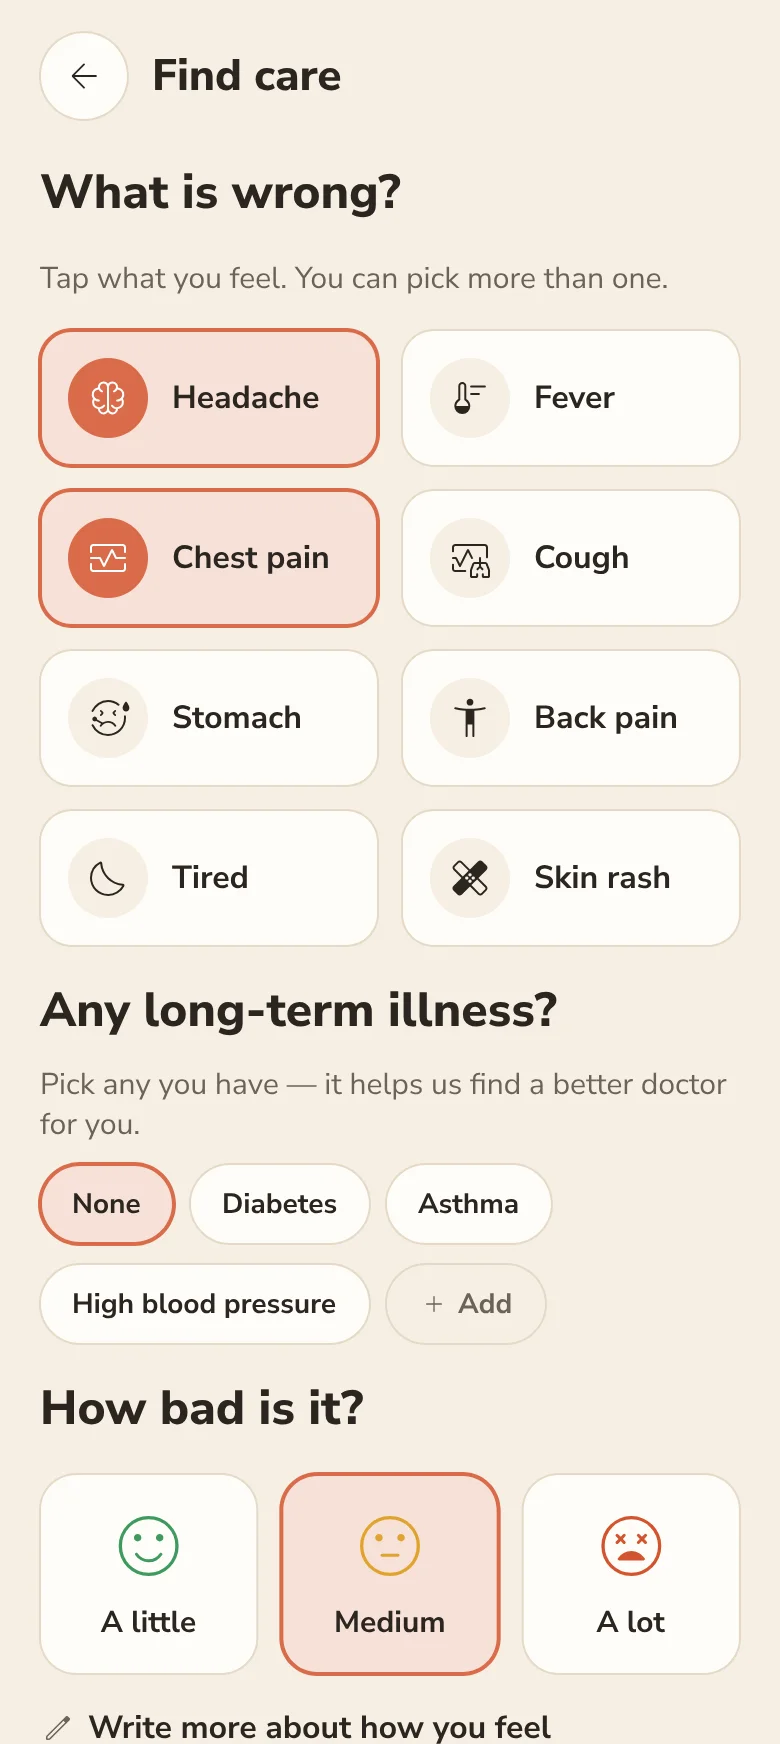 Find care
What is wrong?
Tap what you feel. You can pick more than one.
Headache
Fever
Chest pain
Cough
Stomach
Back pain
Tired
Skin rash
Any long-term illness?
Pick any you have — it helps us find a better doctor
for you.
None
Diabetes
Asthma
High blood pressure
+ Add
How bad is it?
A little
Medium
A lot
Write more about how you feel